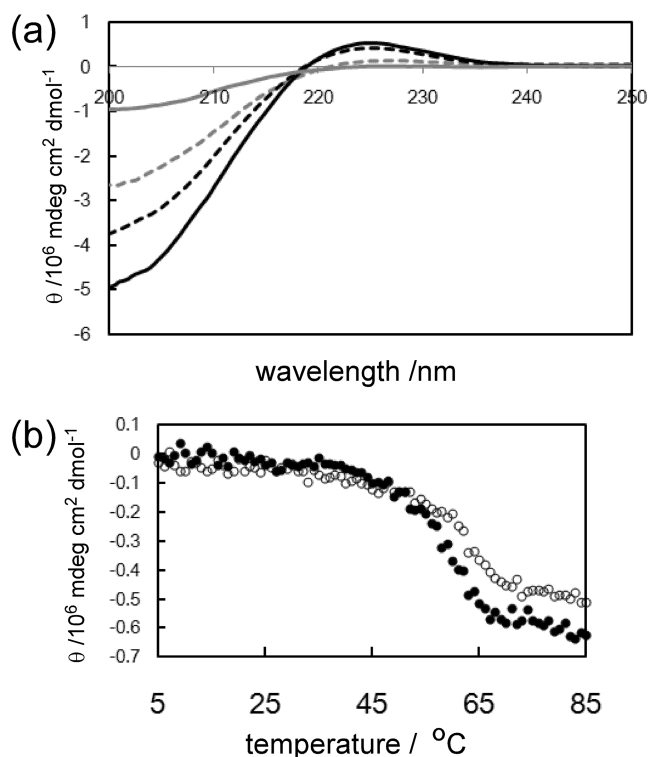 (a)
1
0
-1
-2
-3
-4
-5
-6
200 210 220 230 240 250
θ /10⁶ mdeg cm² dmol⁻¹
wavelength /nm
(b)
0.1
0
-0.1
-0.2
-0.3
-0.4
-0.5
-0.6
-0.7
θ /10⁶ mdeg cm² dmol⁻¹
5 25 45 65 85
temperature / ºC